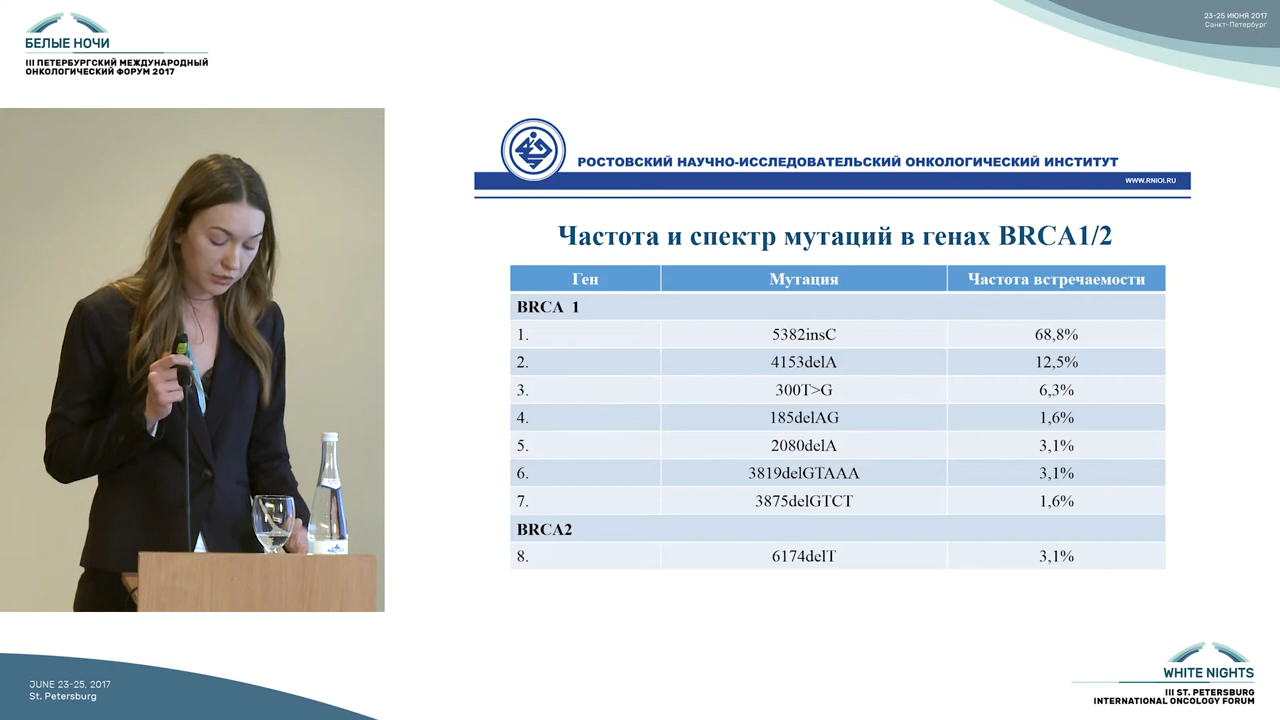 БЕЛЫЕ НОЧИ
III ПЕТЕРБУРГСКИЙ МЕЖДУНАРОДНЫЙ
ОНКОЛОГИЧЕСКИЙ ФОРУМ 2017
23-25 ИЮНЯ 2017
Санкт-Петербург
РОСТОВСКИЙ НАУЧНО-ИССЛЕДОВАТЕЛЬСКИЙ ОНКОЛОГИЧЕСКИЙ ИНСТИТУТ
WWW.RNIOI.RU
Частота и спектр мутаций в генах BRCA1/2
Ген Мутация Частота встречаемости
BRCA 1
1. 5382insC 68,8%
2. 4153delA 12,5%
3. 300T>G 6,3%
4. 185delAG 1,6%
5. 2080delA 3,1%
6. 3819delGTAAA 3,1%
7. 3875delGTCT 1,6%
BRCA2
8. 6174delT 3,1%
JUNE 23-25, 2017
St. Petersburg
WHITE NIGHTS
III ST. PETERSBURG
INTERNATIONAL ONCOLOGY FORUM